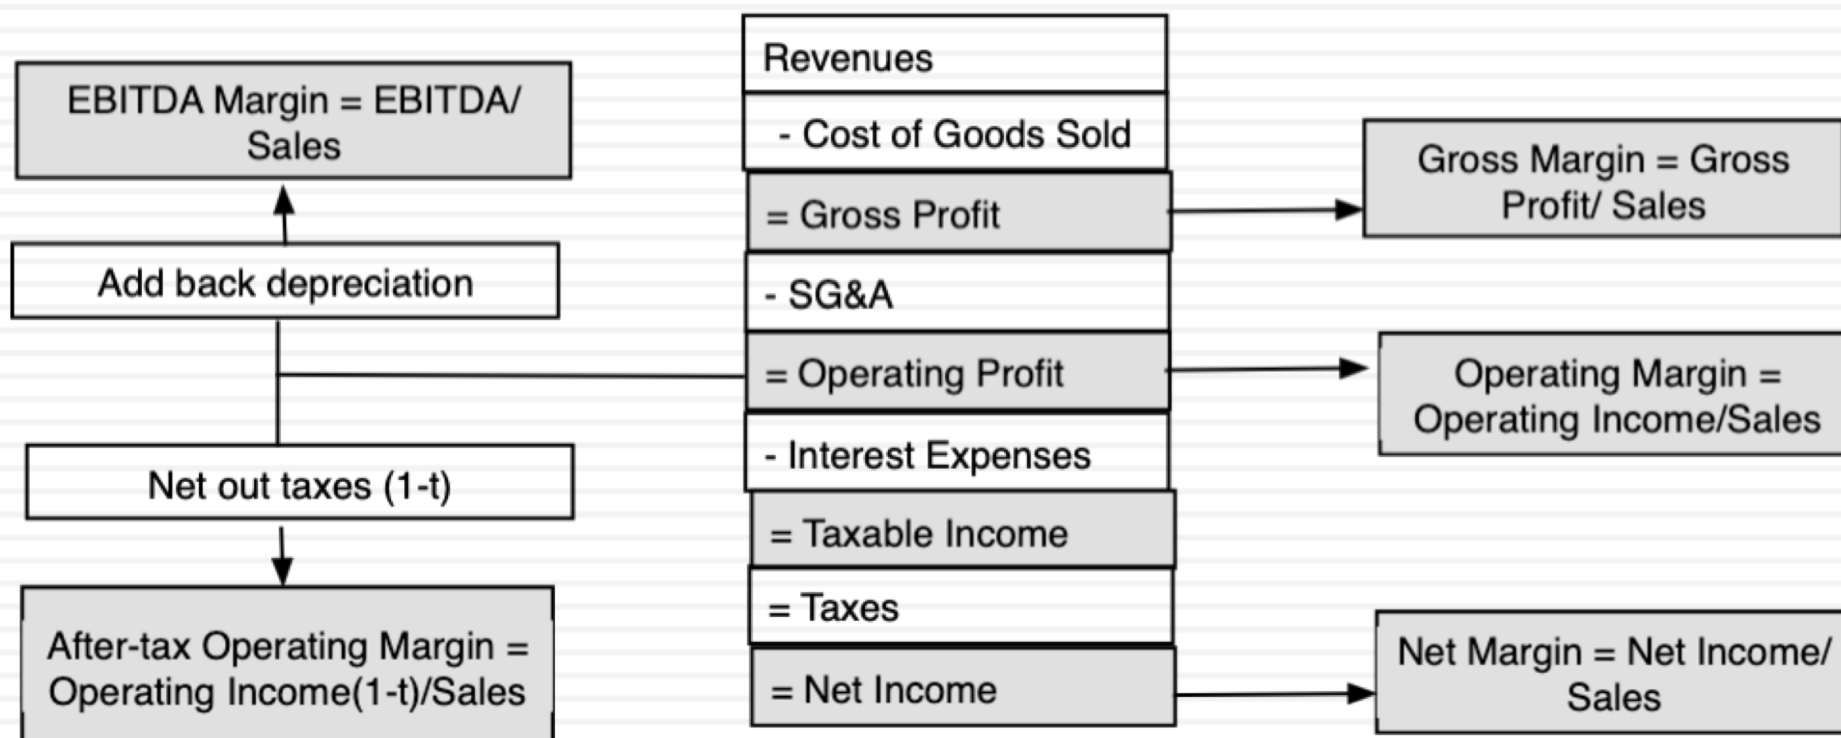 EBITDA Margin = EBITDA/
Sales
Add back depreciation
Net out taxes (1-t)
After-tax Operating Margin =
Operating Income(1-t)/Sales
Revenues
- Cost of Goods Sold
= Gross Profit
- SG&A
= Operating Profit
- Interest Expenses
= Taxable Income
= Taxes
= Net Income
Gross Margin = Gross
Profit/ Sales
Operating Margin =
Operating Income/Sales
Net Margin = Net Income/
Sales